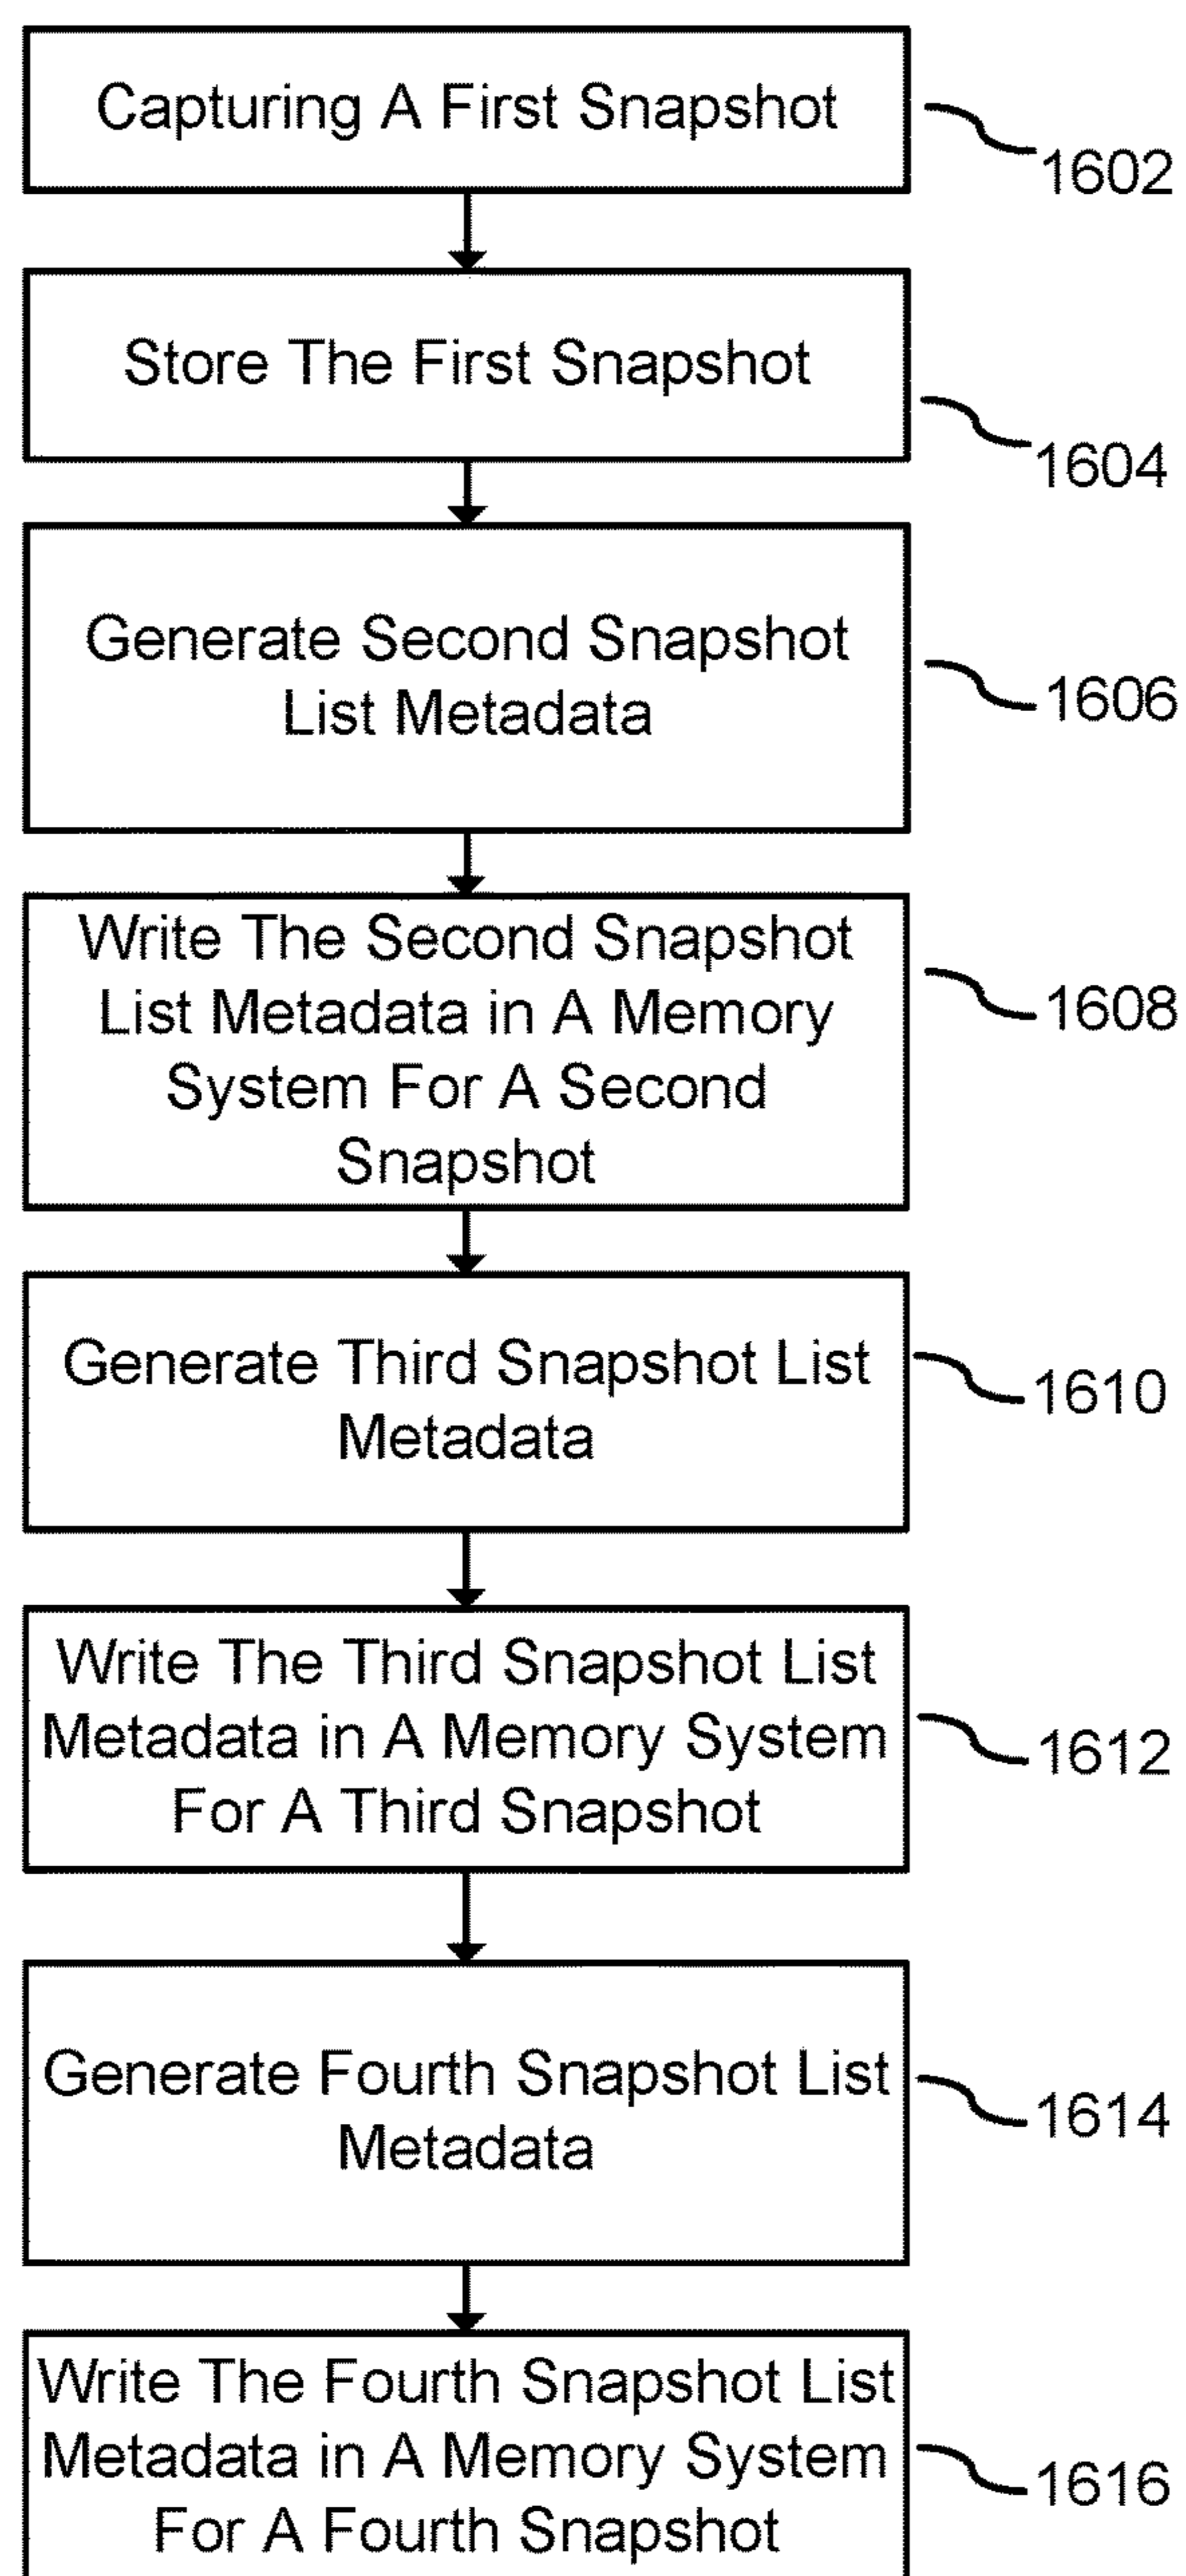 Capturing A First Snapshot
1602
Store The First Snapshot
1604
Generate Second Snapshot
List Metadata
1606
Write The Second Snapshot
List Metadata in A Memory
System For A Second
Snapshot
1608
Generate Third Snapshot List
Metadata
1610
Write The Third Snapshot List
Metadata in A Memory System
For A Third Snapshot
1612
Generate Fourth Snapshot List
Metadata
1614
Write The Fourth Snapshot List
Metadata in A Memory System
For A Fourth Snapshot
1616